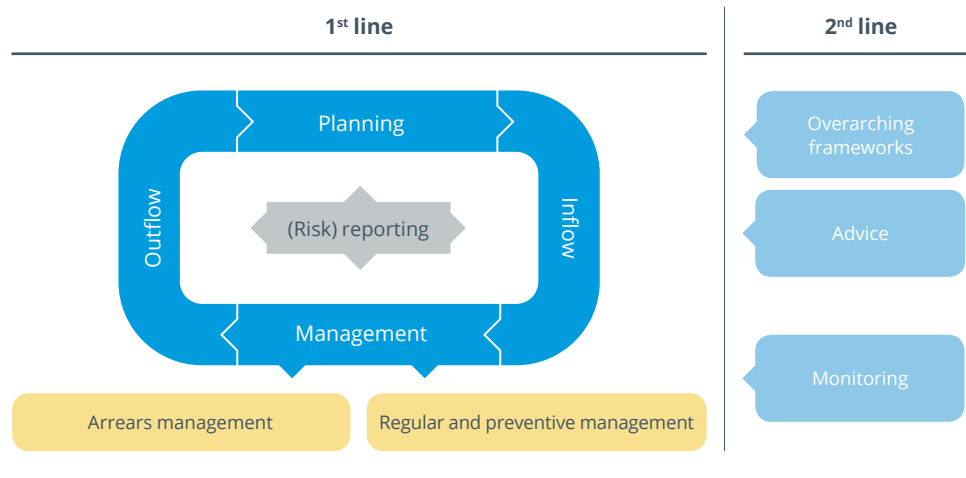 1st line
2nd line
Planning
Overarching
frameworks
Outflow
(Risk) reporting
Inflow
Advice
Management
Monitoring
Arrears management
Regular and preventive management